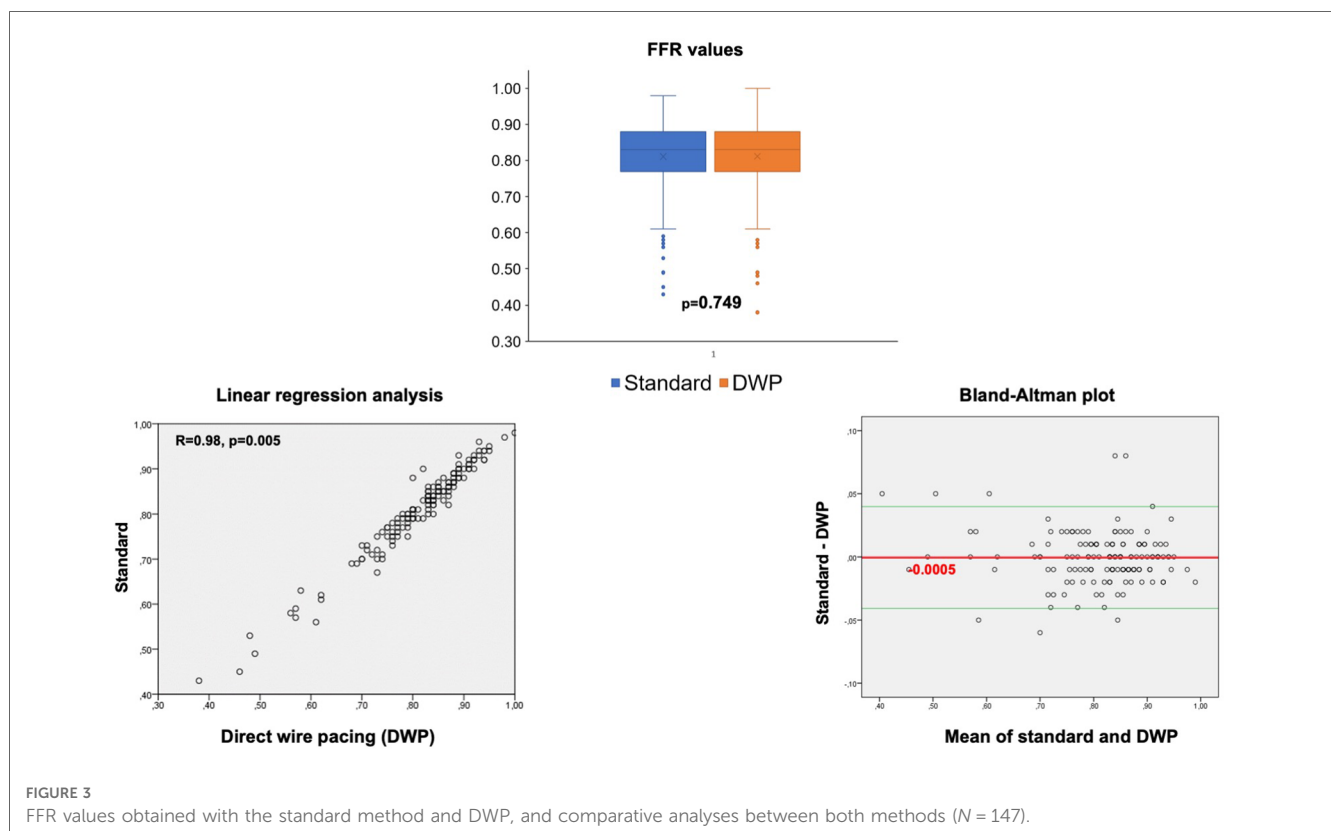 FFR values
1.00
0.90
0.80
0.70
0.60
0.50
0.40
0.30
p=0.749
1
Standard DWP
Linear regression analysis
R=0.98, p=0.005
1,00
,90
,80
,70
,60
,50
,40
Standard
,30 ,40 ,50 ,60 ,70 ,80 ,90 1,00
Direct wire pacing (DWP)
Bland-Altman plot
,10
,05
,00
-,05
-,10
-0.0005
Standard - DWP
,40 ,50 ,60 ,70 ,80 ,90 1,00
Mean of standard and DWP
FIGURE 3
FFR values obtained with the standard method and DWP, and comparative analyses between both methods (N = 147).